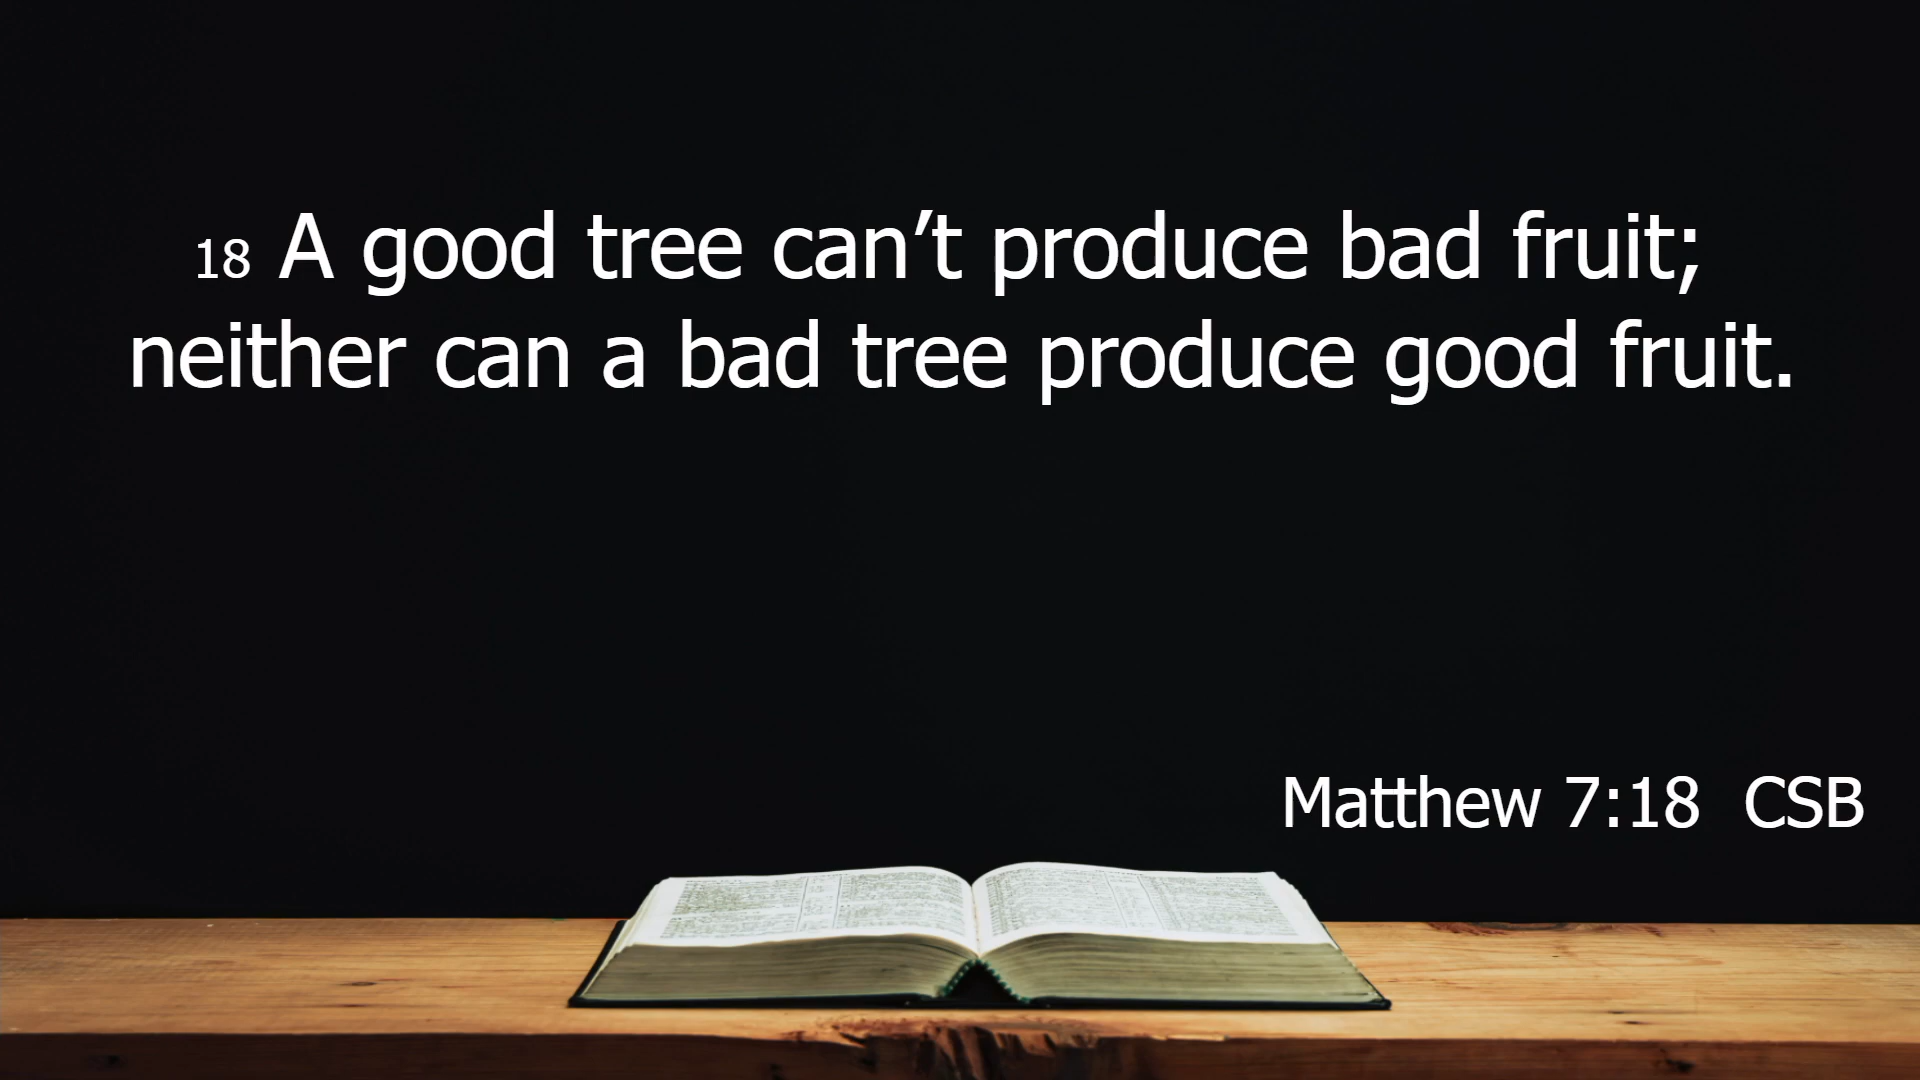 18 A good tree can’t produce bad fruit;
neither can a bad tree produce good fruit.
Matthew 7:18  CSB